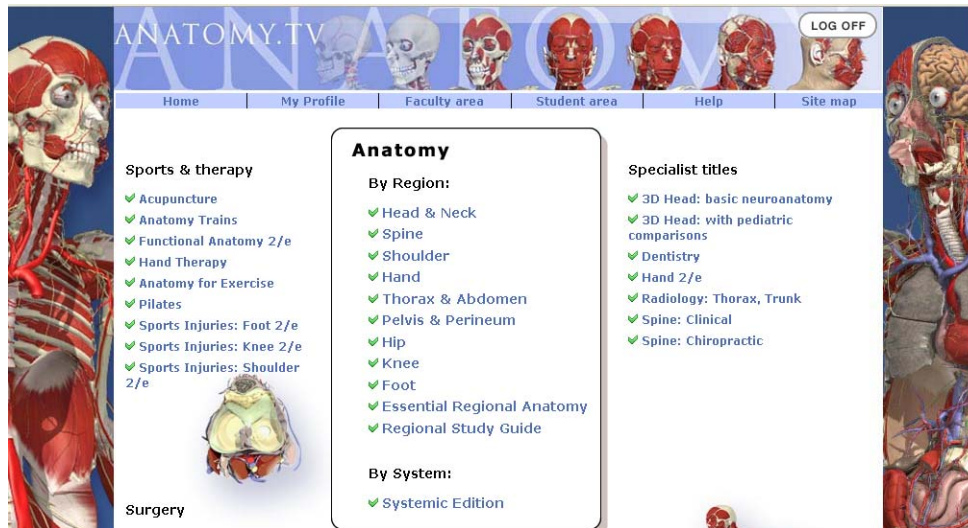 ANATOMY.TV
ANATOMY
LOG OFF
Home My Profile Faculty area Student area Help Site map
Sports & therapy
Acupuncture
Anatomy Trains
Functional Anatomy 2/e
Hand Therapy
Anatomy for Exercise
Pilates
Sports Injuries: Foot 2/e
Sports Injuries: Knee 2/e
Sports Injuries: Shoulder
2/e
Surgery
Anatomy
By Region:
Head & Neck
Spine
Shoulder
Hand
Thorax & Abdomen
Pelvis & Perineum
Hip
Knee
Foot
Essential Regional Anatomy
Regional Study Guide
By System:
Systemic Edition
Specialist titles
3D Head: basic neuroanatomy
3D Head: with pediatric
comparisons
Dentistry
Hand 2/e
Radiology: Thorax, Trunk
Spine: Clinical
Spine: Chiropractic